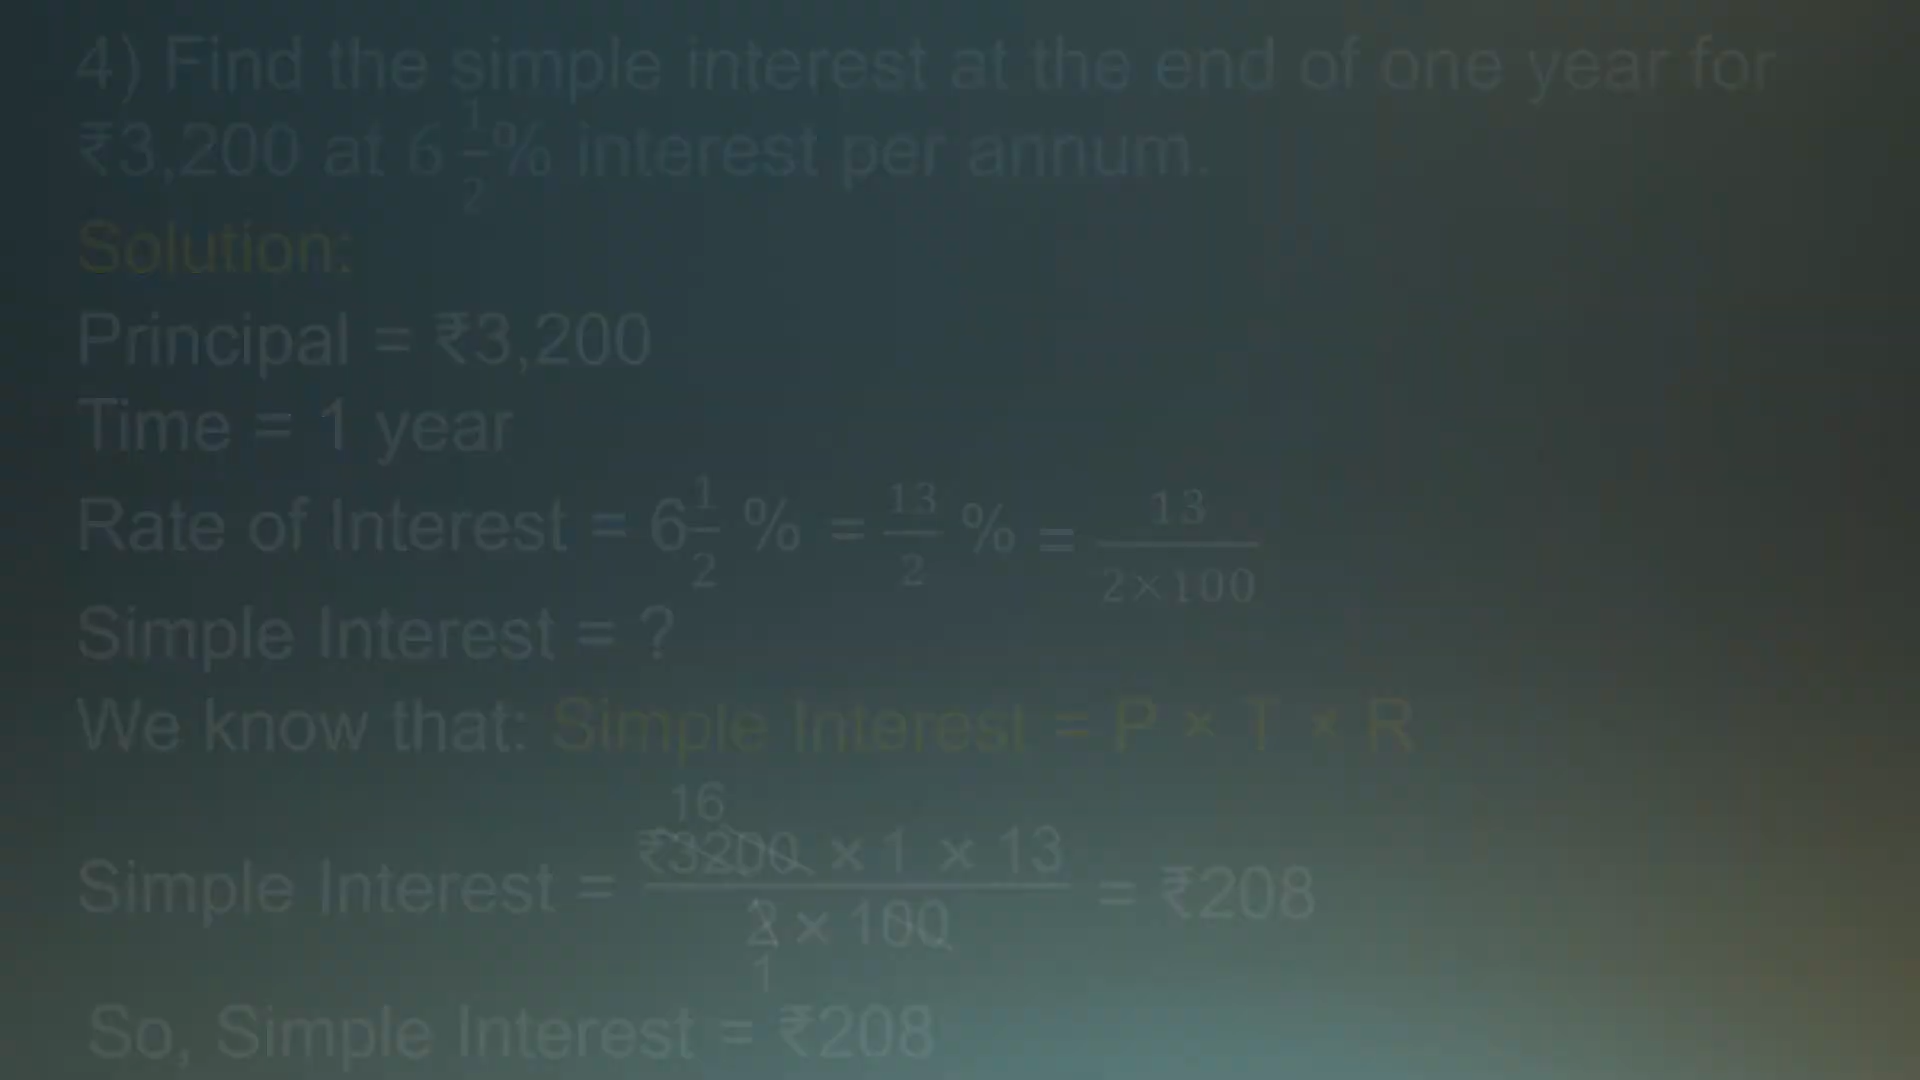 4) Find the simple interest at the end of one year for
₹3,200 at 6 1/2% interest per annum.
Solution:
Principal = ₹3,200
Time = 1 year
Rate of Interest = 6 1/2 % = 13/2 % = 13/(2×100)
Simple Interest = ?
We know that: Simple Interest = P × T × R
16
Simple Interest = (₹3200 × 1 × 13)/(2 × 100) = ₹208
1
So, Simple Interest = ₹208